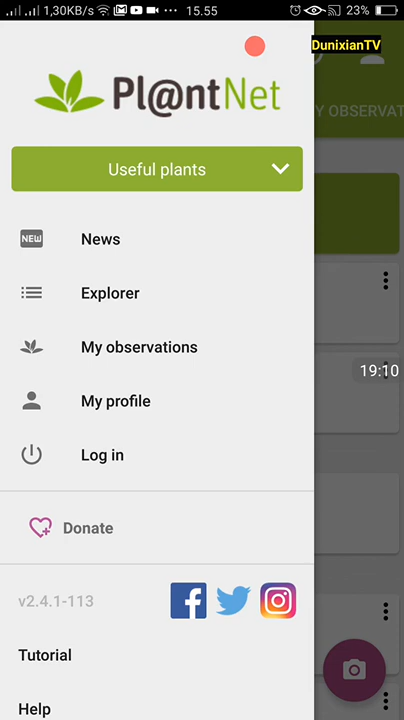 1,30KB/s 15.55 23%
DunixianTV
Pl@ntNet
Y OBSERVAT
Useful plants
NEW News
Explorer
My observations
19:10
My profile
Log in
Donate
v2.4.1-113
Tutorial
Help